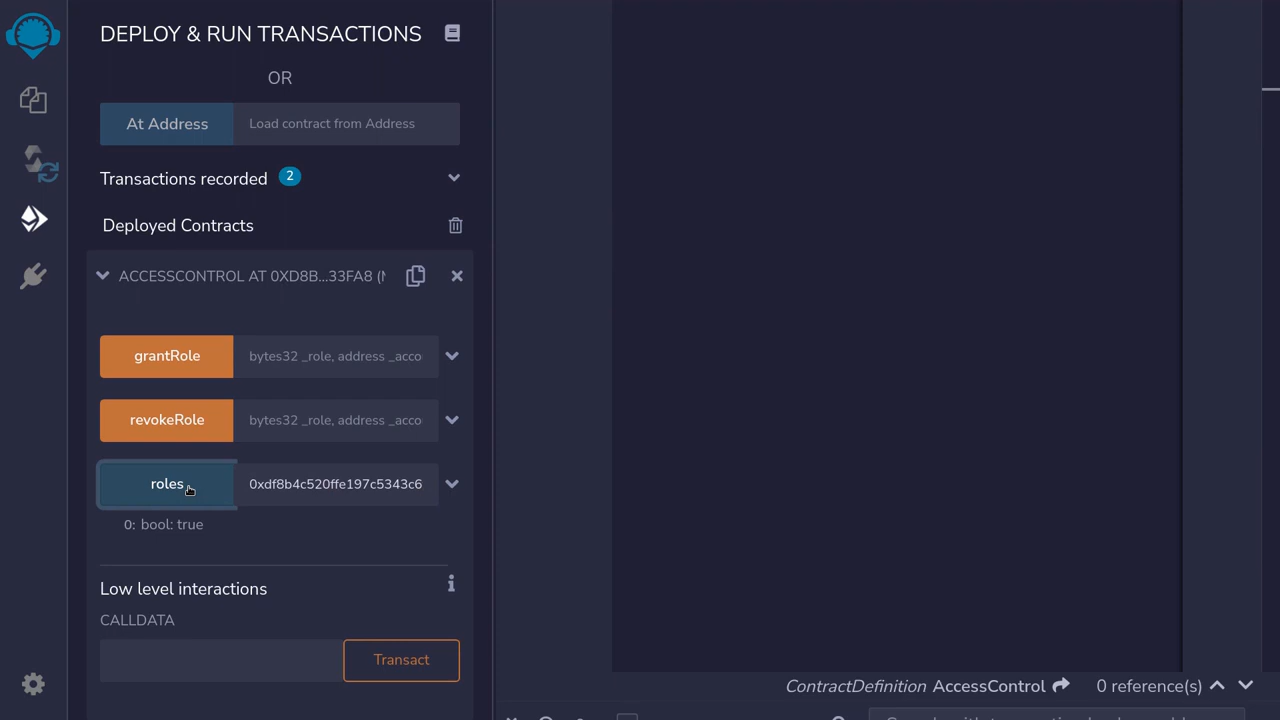 DEPLOY & RUN TRANSACTIONS
OR
At Address Load contract from Address
Transactions recorded 2
Deployed Contracts
ACCESSCONTROL AT 0XD8B...33FA8 (
grantRole bytes32 _role, address _acco
revokeRole bytes32 _role, address _acco
roles 0xdf8b4c520ffe197c5343c6
0: bool: true
Low level interactions
CALLDATA
Transact
ContractDefinition AccessControl 0 reference(s)